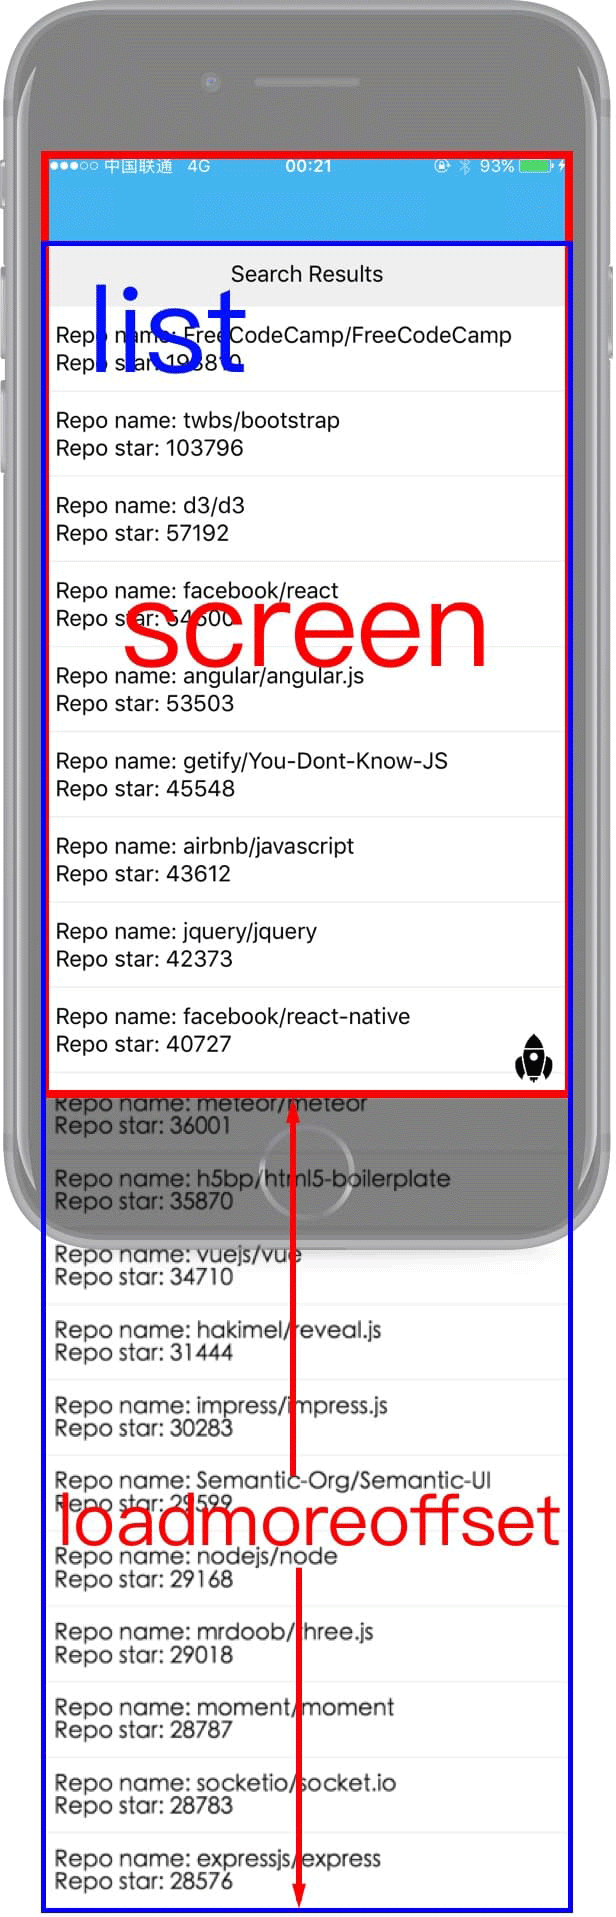 中国联通 4G 00:21 93%
Search Results
list
Repo name: FreeCodeCamp/FreeCodeCamp
Repo star:
Repo name: twbs/bootstrap
Repo star: 103796
Repo name: d3/d3
Repo star: 57192
Repo name: facebook/react
Repo star:
screen
Repo name: angular/angular.js
Repo star: 53503
Repo name: getify/You-Dont-Know-JS
Repo star: 45548
Repo name: airbnb/javascript
Repo star: 43612
Repo name: jquery/jquery
Repo star: 42373
Repo name: facebook/react-native
Repo star: 40727
Repo name: meteor/meteor
Repo star: 36001
Repo name: h5bp/html5-boilerplate
Repo star: 35870
Repo name: vuejs/vue
Repo star: 34710
Repo name: hakimel/reveal.js
Repo star: 31444
Repo name: impress/impress.js
Repo star: 30283
Repo name: Semantic-Org/Semantic-UI
Repo star: 29599
loadmoreoffset
Repo name: nodejs/node
Repo star: 29168
Repo name: mrdoob/three.js
Repo star: 29018
Repo name: moment/moment
Repo star: 28787
Repo name: socketio/socket.io
Repo star: 28783
Repo name: expressjs/express
Repo star: 28576